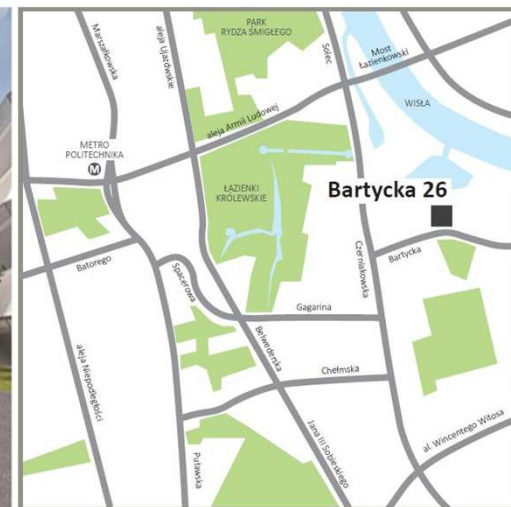 PARK
RYDZA ŚMIGŁEGO
Marszałkowska
aleja Ujazdwskie
Solec
Most
Łazienkowski
WISŁA
aleja Armii Ludowej
METRO
POLITECHNIKA
M
ŁAZIENKI
KRÓLEWSKIE
Bartycka 26
Batorego
Spacerowa
Czerniakowska
Bartycka
Gagarina
Belwederska
aleja Niepodległości
Chełmska
Jana III Sobieskiego
al. Wincentego Witosa
Puławska